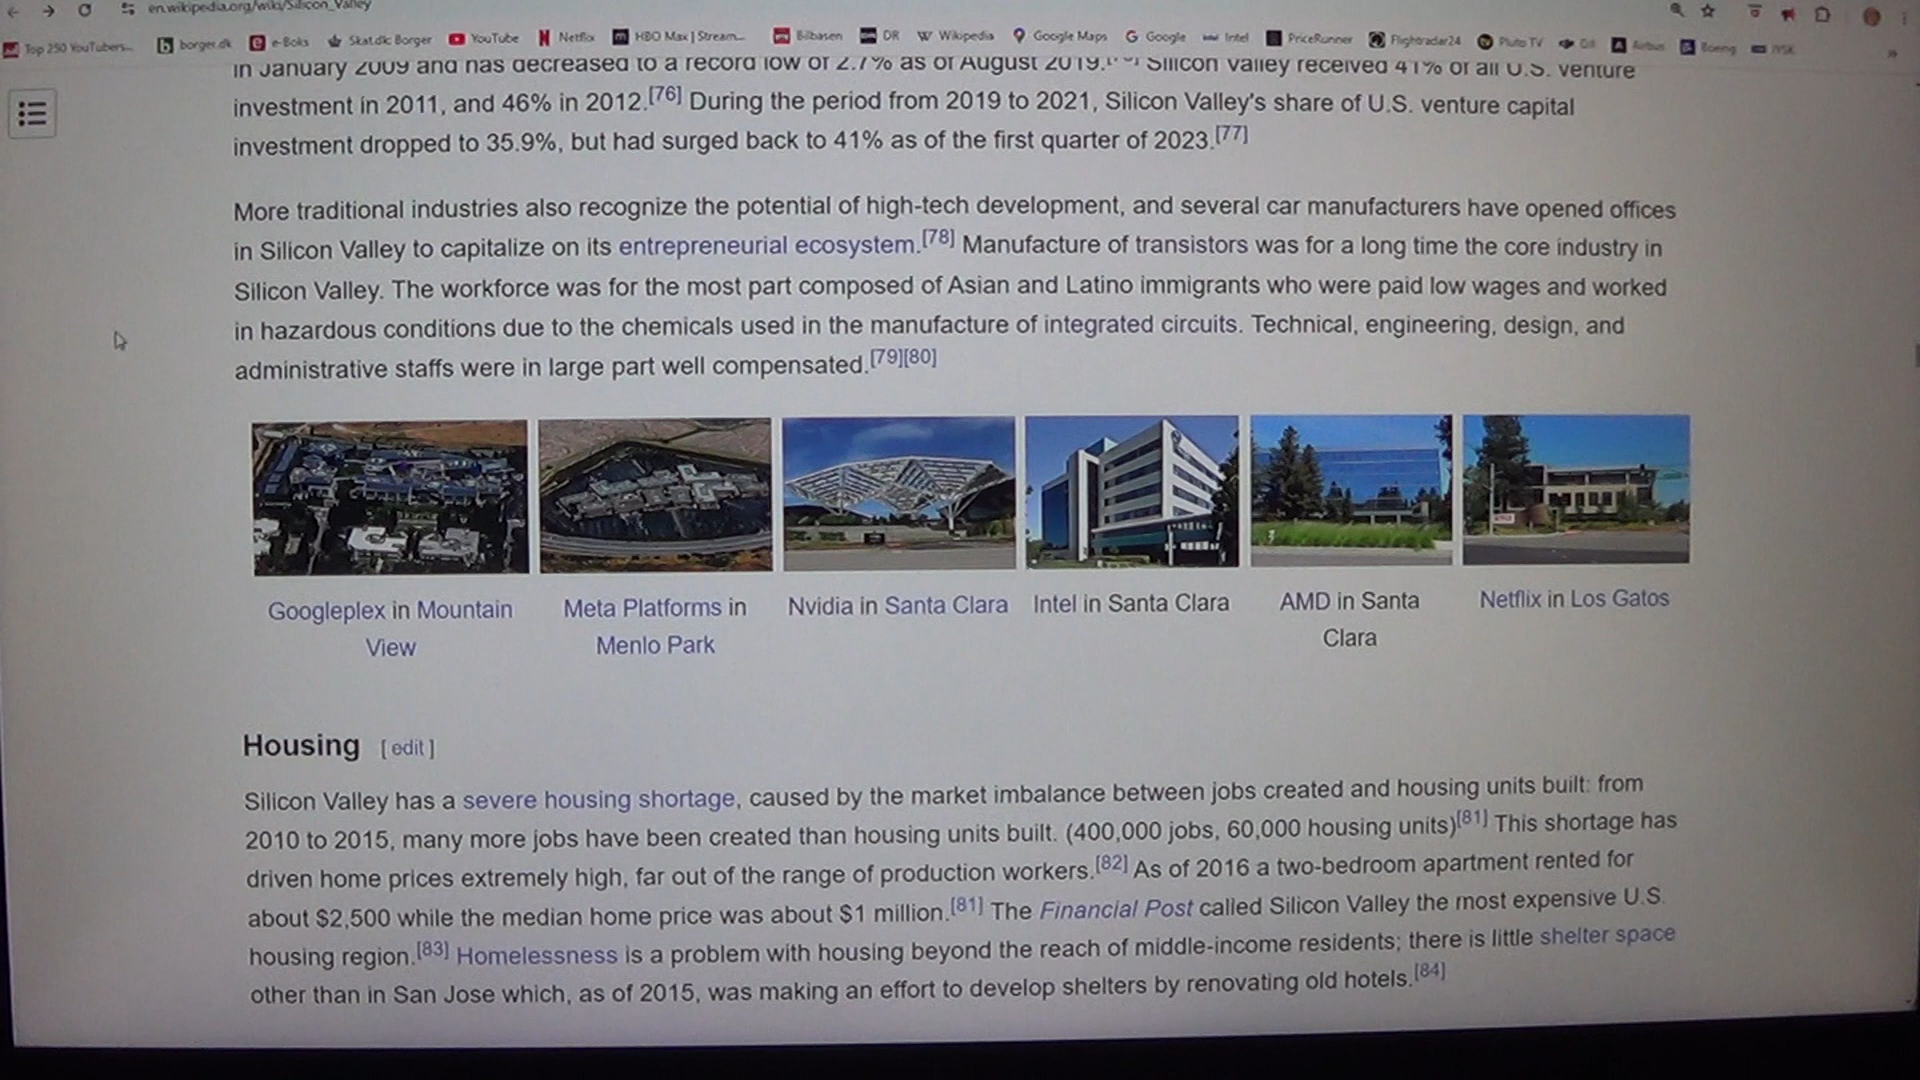 en.wikipedia.org/wiki/Silicon_Valley
Top 250 YouTubers... borger.dk e-Boks Skat.dk: Borger YouTube Netflix HBO Max | Stream... Bilbasen DR Wikipedia Google Maps Google Intel PriceRunner Flightradar24 Pluto TV DJI Airbus Boeing JYSK
in January 2009 and has decreased to a record low of 2.7% as of August 2019. Silicon Valley received 41% of all U.S. venture
investment in 2011, and 46% in 2012.[76] During the period from 2019 to 2021, Silicon Valley's share of U.S. venture capital
investment dropped to 35.9%, but had surged back to 41% as of the first quarter of 2023.[77]
More traditional industries also recognize the potential of high-tech development, and several car manufacturers have opened offices
in Silicon Valley to capitalize on its entrepreneurial ecosystem.[78] Manufacture of transistors was for a long time the core industry in
Silicon Valley. The workforce was for the most part composed of Asian and Latino immigrants who were paid low wages and worked
in hazardous conditions due to the chemicals used in the manufacture of integrated circuits. Technical, engineering, design, and
administrative staffs were in large part well compensated.[79][80]
Googleplex in Mountain
View
Meta Platforms in
Menlo Park
Nvidia in Santa Clara
Intel in Santa Clara
AMD in Santa
Clara
Netflix in Los Gatos
Housing [ edit ]
Silicon Valley has a severe housing shortage, caused by the market imbalance between jobs created and housing units built: from
2010 to 2015, many more jobs have been created than housing units built. (400,000 jobs, 60,000 housing units)[81] This shortage has
driven home prices extremely high, far out of the range of production workers.[82] As of 2016 a two-bedroom apartment rented for
about $2,500 while the median home price was about $1 million.[81] The Financial Post called Silicon Valley the most expensive U.S.
housing region.[83] Homelessness is a problem with housing beyond the reach of middle-income residents; there is little shelter space
other than in San Jose which, as of 2015, was making an effort to develop shelters by renovating old hotels.[84]